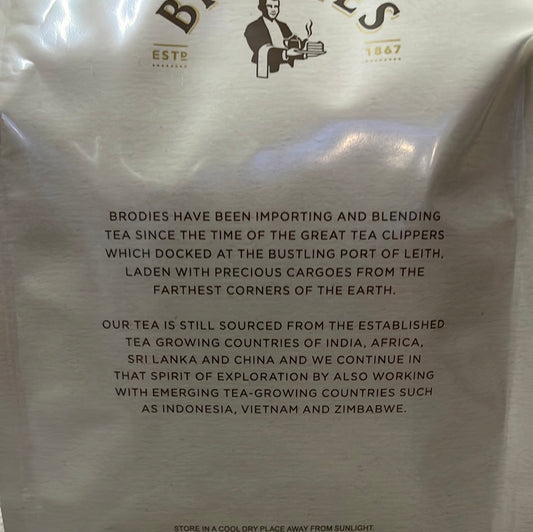 ESTD
1867
BRODIES HAVE BEEN IMPORTING AND BLENDING
TEA SINCE THE TIME OF THE GREAT TEA CLIPPERS
WHICH DOCKED AT THE BUSTLING PORT OF LEITH,
LADEN WITH PRECIOUS CARGOES FROM THE
FARTHEST CORNERS OF THE EARTH.
OUR TEA IS STILL SOURCED FROM THE ESTABLISHED
TEA GROWING COUNTRIES OF INDIA, AFRICA,
SRI LANKA AND CHINA AND WE CONTINUE IN
THAT SPIRIT OF EXPLORATION BY ALSO WORKING
WITH EMERGING TEA-GROWING COUNTRIES SUCH
AS INDONESIA, VIETNAM AND ZIMBABWE.
STORE IN A COOL DRY PLACE AWAY FROM SUNLIGHT.